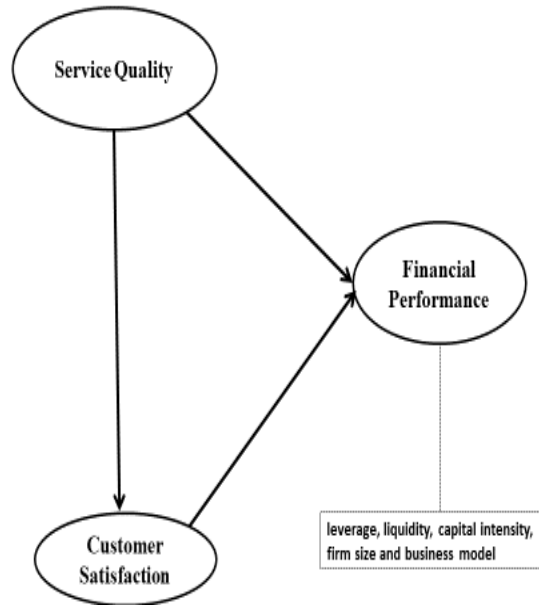 Service Quality
Financial
Performance
leverage, liquidity, capital intensity,
firm size and business model
Customer
Satisfaction